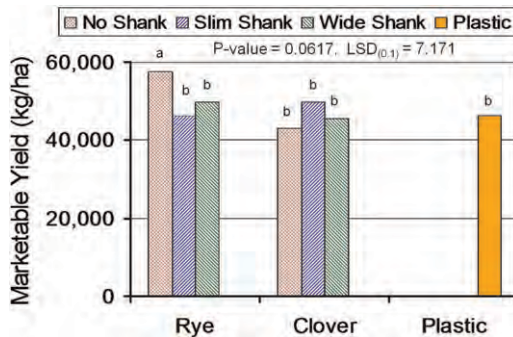 No Shank Slim Shank Wide Shank Plastic
P-value = 0.0617. LSD(0.1) = 7.171
Marketable Yield (kg/ha)
60,000
40,000
20,000
0
a b b
b b b
b
Rye Clover Plastic